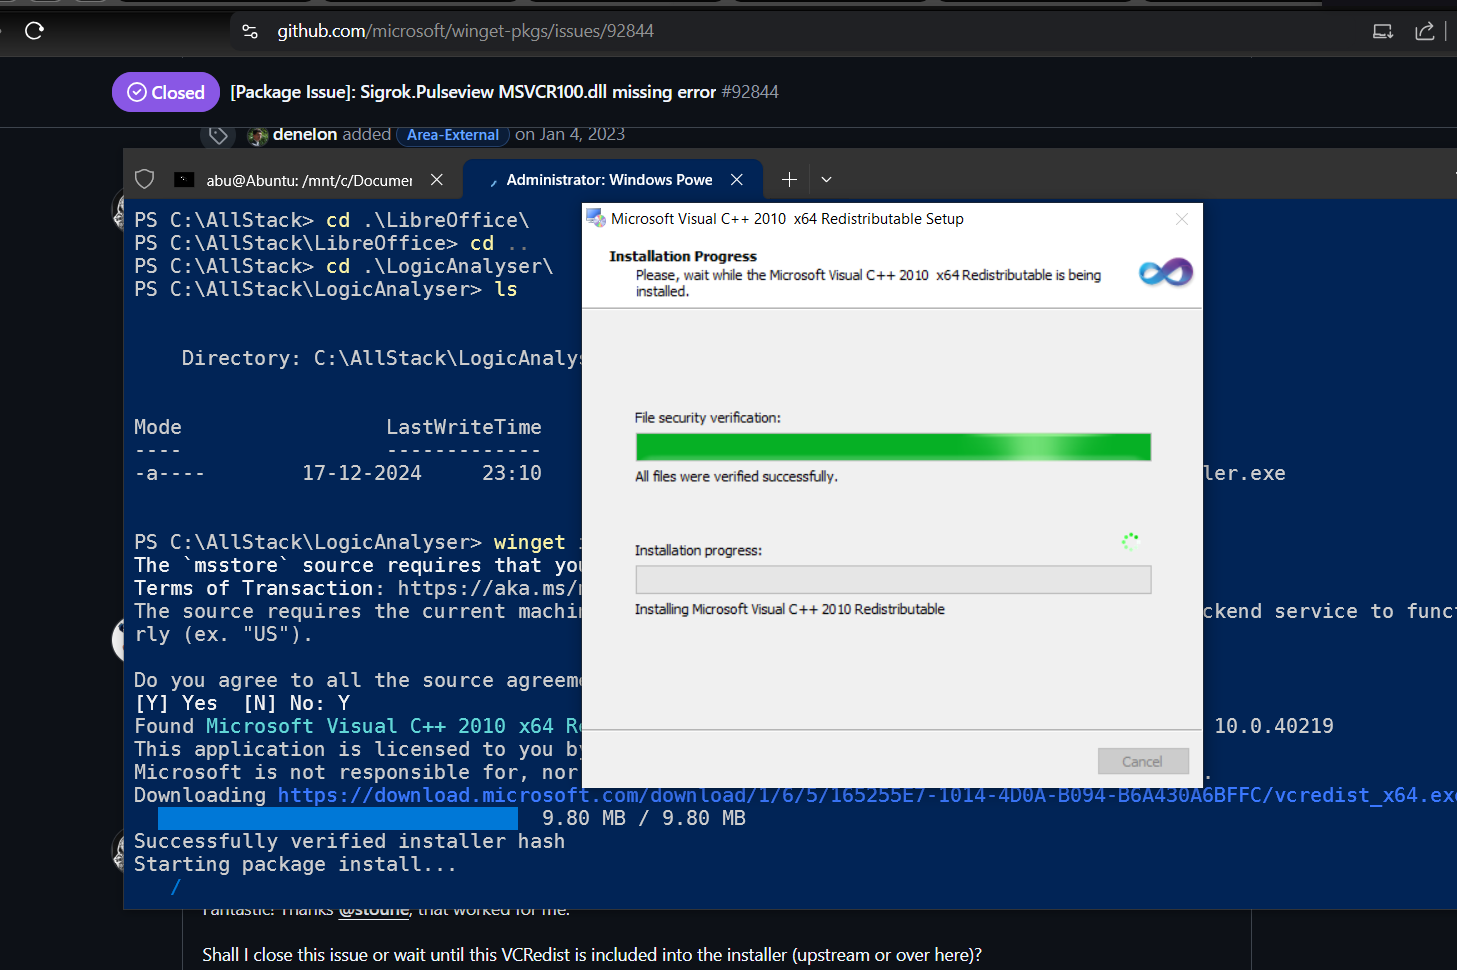 github.com/microsoft/winget-pkgs/issues/92844
Closed [Package Issue]: Sigrok.Pulseview MSVCR100.dll missing error #92844
denelon added Area-External on Jan 4, 2023
abu@Abuntu: /mnt/c/Documer
Administrator: Windows Powe
PS C:\AllStack> cd .\LibreOffice\
PS C:\AllStack\LibreOffice> cd ..
PS C:\AllStack> cd .\LogicAnalyser\
PS C:\AllStack\LogicAnalyser> ls
Directory: C:\AllStack\LogicAnalys
Mode LastWriteTime
---- -------------
-a---- 17-12-2024 23:10 ler.exe
PS C:\AllStack\LogicAnalyser> winget
The `msstore` source requires that you
Terms of Transaction: https://aka.ms/
The source requires the current machin ckend service to funct
rly (ex. "US").
Do you agree to all the source agreeme
[Y] Yes [N] No: Y
Found Microsoft Visual C++ 2010 x64 Re 10.0.40219
This application is licensed to you by
Microsoft is not responsible for, nor .
Downloading https://download.microsoft.com/download/1/6/5/165255E7-1014-4D0A-B094-B6A430A6BFFC/vcredist_x64.exe
9.80 MB / 9.80 MB
Successfully verified installer hash
Starting package install...
/
Microsoft Visual C++ 2010 x64 Redistributable Setup
Installation Progress
Please, wait while the Microsoft Visual C++ 2010 x64 Redistributable is being
installed.
File security verification:
All files were verified successfully.
Installation progress:
Installing Microsoft Visual C++ 2010 Redistributable
Cancel
Fantastic! Thanks @stoune, that worked for me.
Shall I close this issue or wait until this VCRedist is included into the installer (upstream or over here)?